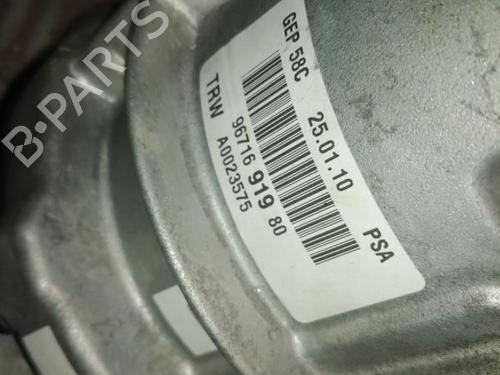 GEP 58C 25.01.10 PSA
96716 919 80
TRW A0023575
B PARTS